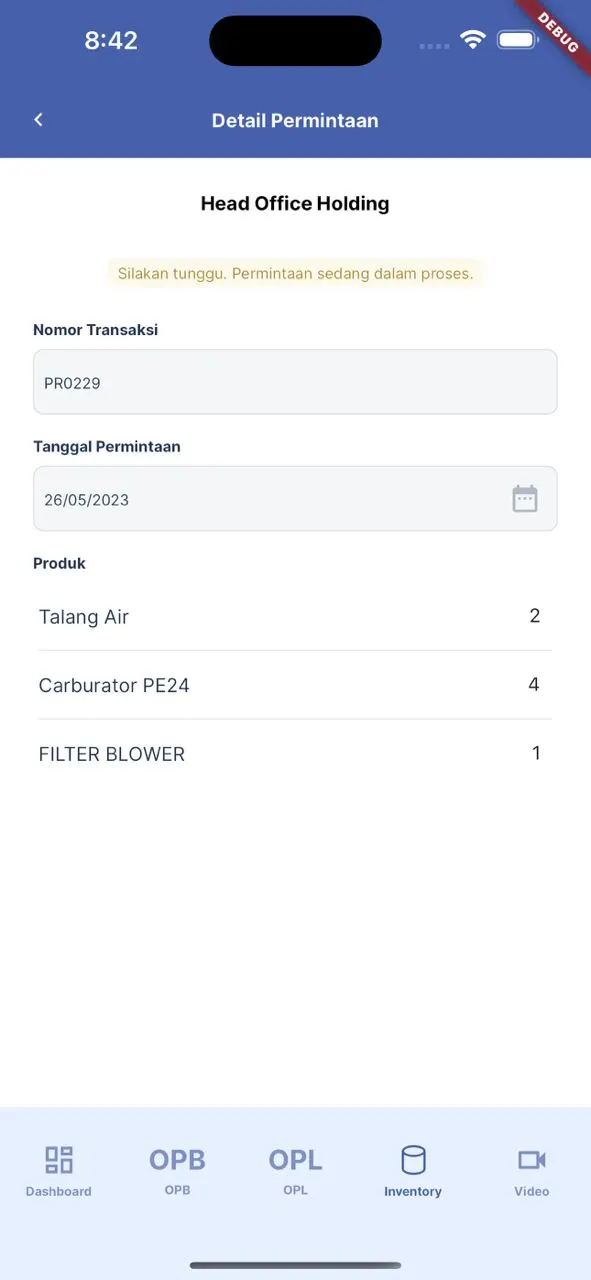 8:42
DEBUG
Detail Permintaan
Head Office Holding
Silakan tunggu. Permintaan sedang dalam proses.
Nomor Transaksi
PR0229
Tanggal Permintaan
26/05/2023
Produk
Talang Air 2
Carburator PE24 4
FILTER BLOWER 1
OPB OPL
Dashboard OPB OPL Inventory Video